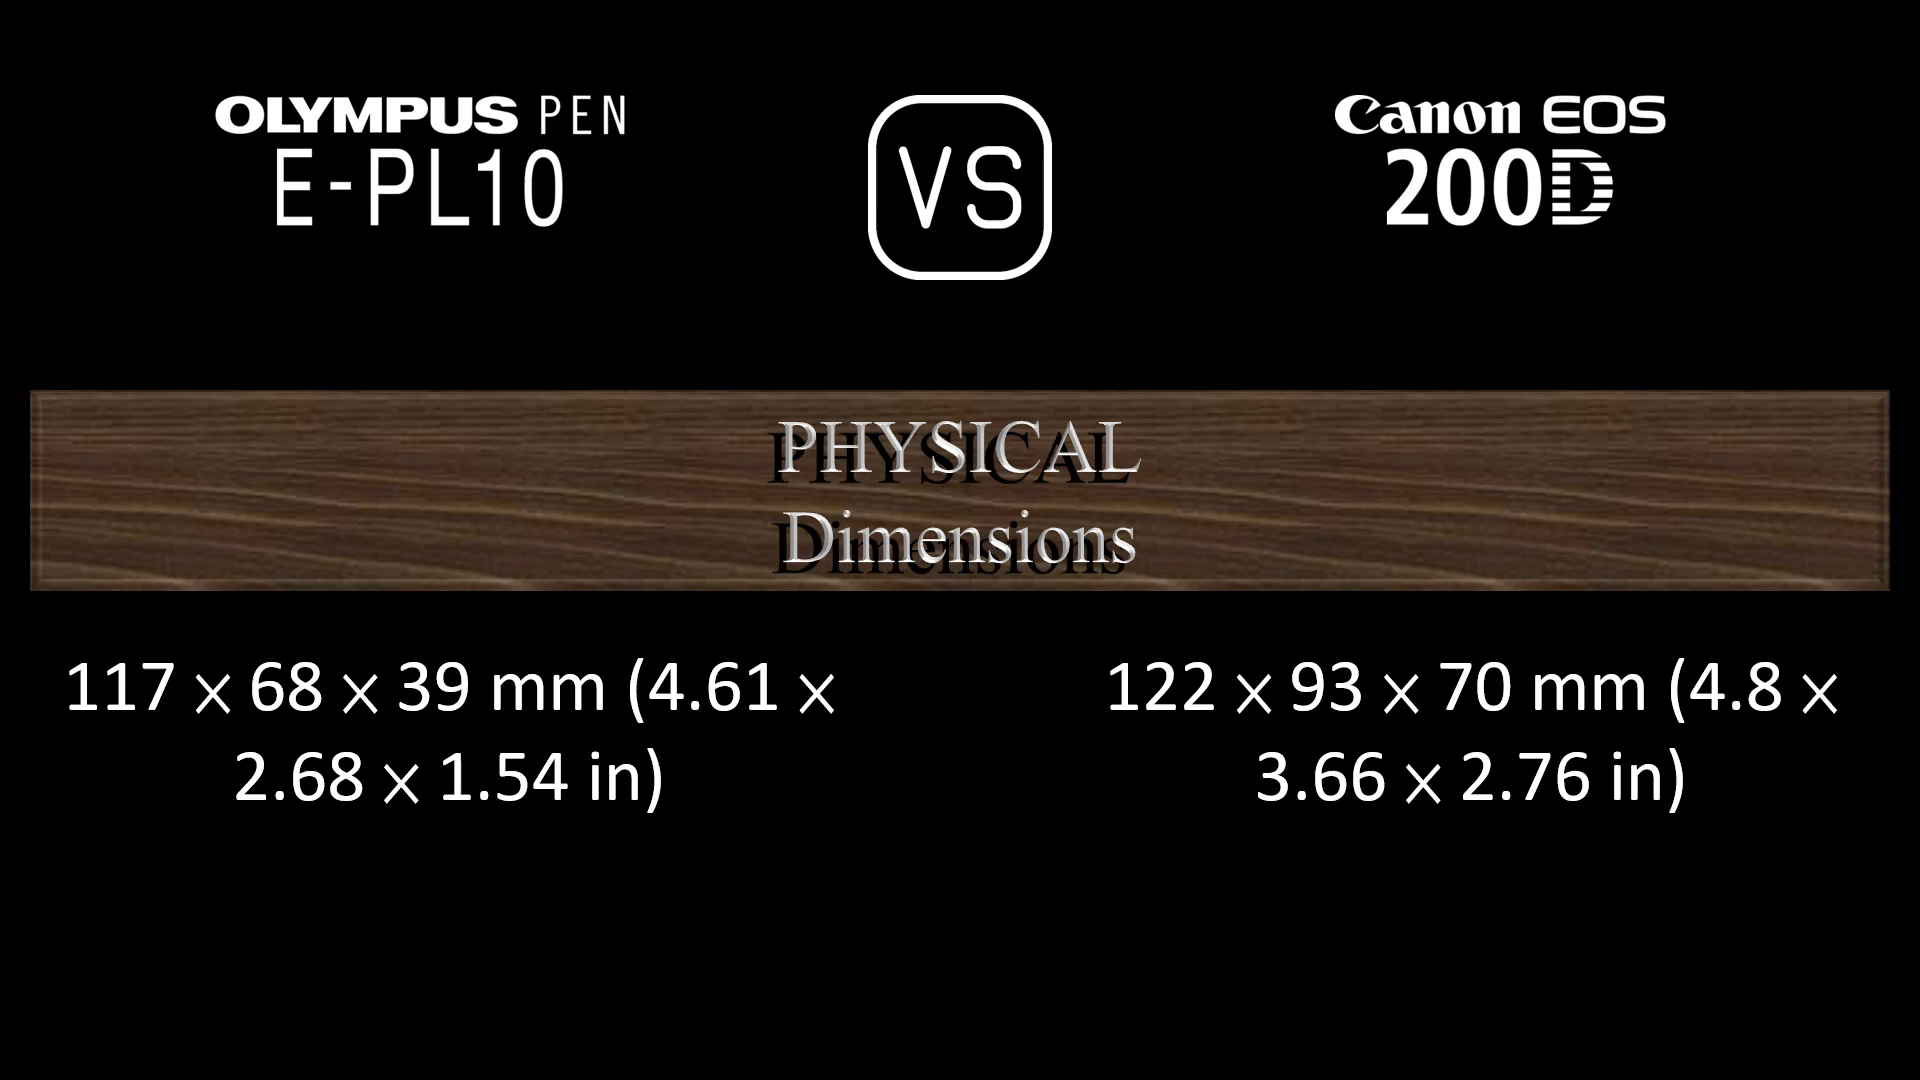 OLYMPUS PEN
E-PL10
VS
Canon EOS
200D
PHYSICAL
Dimensions
117 x 68 x 39 mm (4.61 x
2.68 x 1.54 in)
122 x 93 x 70 mm (4.8 x
3.66 x 2.76 in)